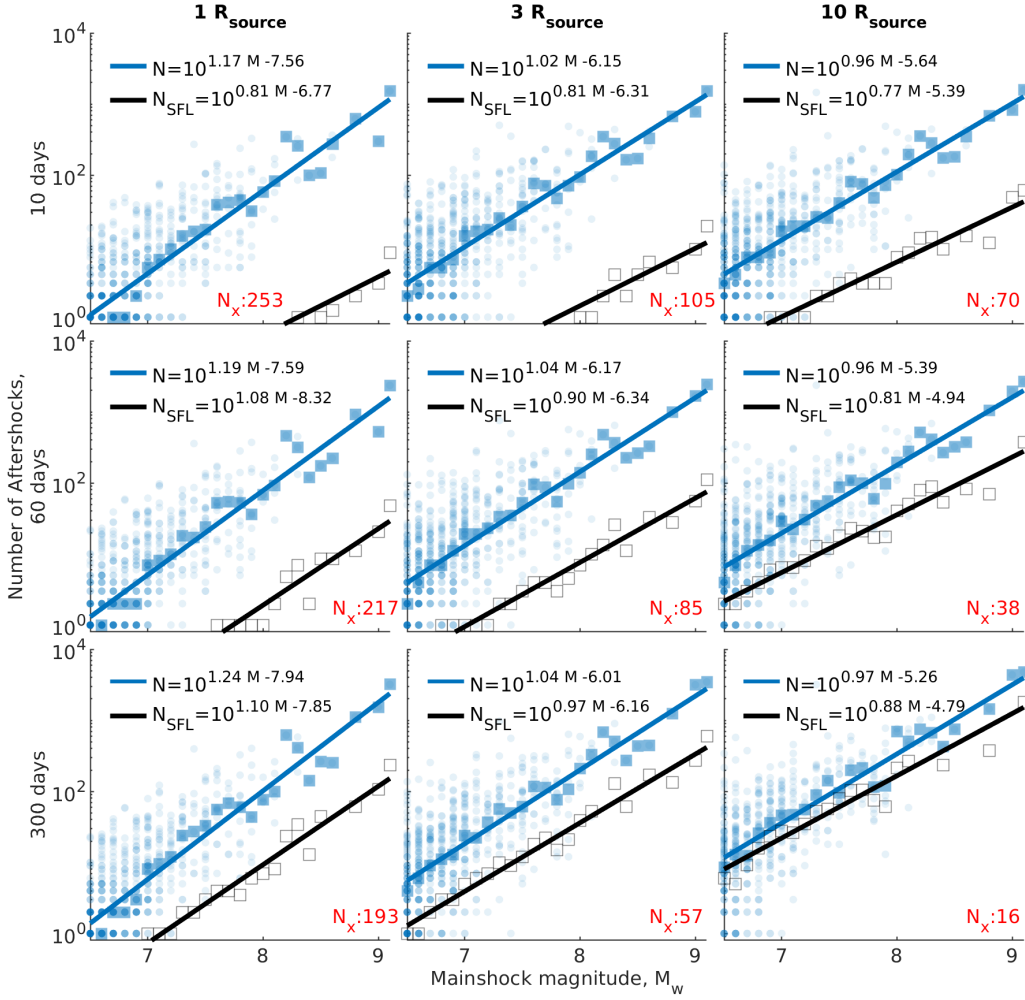 1 R_source 3 R_source 10 R_source
10^4
N=10^{1.17 M -7.56} N=10^{1.02 M -6.15} N=10^{0.96 M -5.64}
N_SFL=10^{0.81 M -6.77} N_SFL=10^{0.81 M -6.31} N_SFL=10^{0.77 M -5.39}
10 days
10^2
N_x:253 N_x:105 N_x:70
10^0
10^4
N=10^{1.19 M -7.59} N=10^{1.04 M -6.17} N=10^{0.96 M -5.39}
N_SFL=10^{1.08 M -8.32} N_SFL=10^{0.90 M -6.34} N_SFL=10^{0.81 M -4.94}
Number of Aftershocks,
60 days
10^2
N_x:217 N_x:85 N_x:38
10^0
10^4
N=10^{1.24 M -7.94} N=10^{1.04 M -6.01} N=10^{0.97 M -5.26}
N_SFL=10^{1.10 M -7.85} N_SFL=10^{0.97 M -6.16} N_SFL=10^{0.88 M -4.79}
300 days
10^2
N_x:193 N_x:57 N_x:16
10^0
7 8 9 7 8 9 7 8 9
Mainshock magnitude, M_w